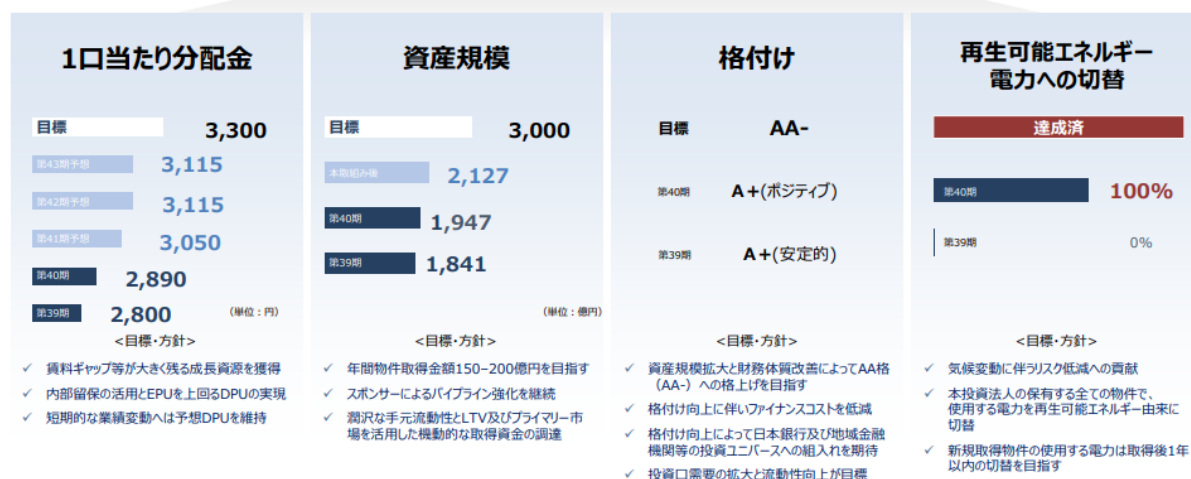 1口当たり分配金
目標 3,300
第43期予想 3,115
第42期予想 3,115
第41期予想 3,050
第40期 2,890
第39期 2,800 （単位：円）
<目標・方針>
✓ 賃料ギャップ等が大きく残る成長資源を獲得
✓ 内部留保の活用とEPUを上回るDPUの実現
✓ 短期的な業績変動へは予想DPUを維持
資産規模
目標 3,000
本取組み後 2,127
第40期 1,947
第39期 1,841
（単位：億円）
<目標・方針>
✓ 年間物件取得金額150–200億円を目指す
✓ スポンサーによるパイプライン強化を継続
✓ 潤沢な手元流動性とLTV及びプライマリー市
場を活用した機動的な取得資金の調達
格付け
目標 AA-
第40期 A+(ポジティブ)
第39期 A+(安定的)
<目標・方針>
✓ 資産規模拡大と財務体質改善によってAA格
（AA-）への格上げを目指す
✓ 格付け向上に伴いファイナンスコストを低減
✓ 格付け向上によって日本銀行及び地域金融
機関等の投資ユニバースへの組入れを期待
✓ 投資口需要の拡大と流動性向上が目標
再生可能エネルギー
電力への切替
達成済
第40期 100%
第39期 0%
<目標・方針>
✓ 気候変動に伴うリスク低減への貢献
✓ 本投資法人の保有する全ての物件で、
使用する電力を再生可能エネルギー由来に
切替
✓ 新規取得物件の使用する電力は取得後1年
以内の切替を目指す